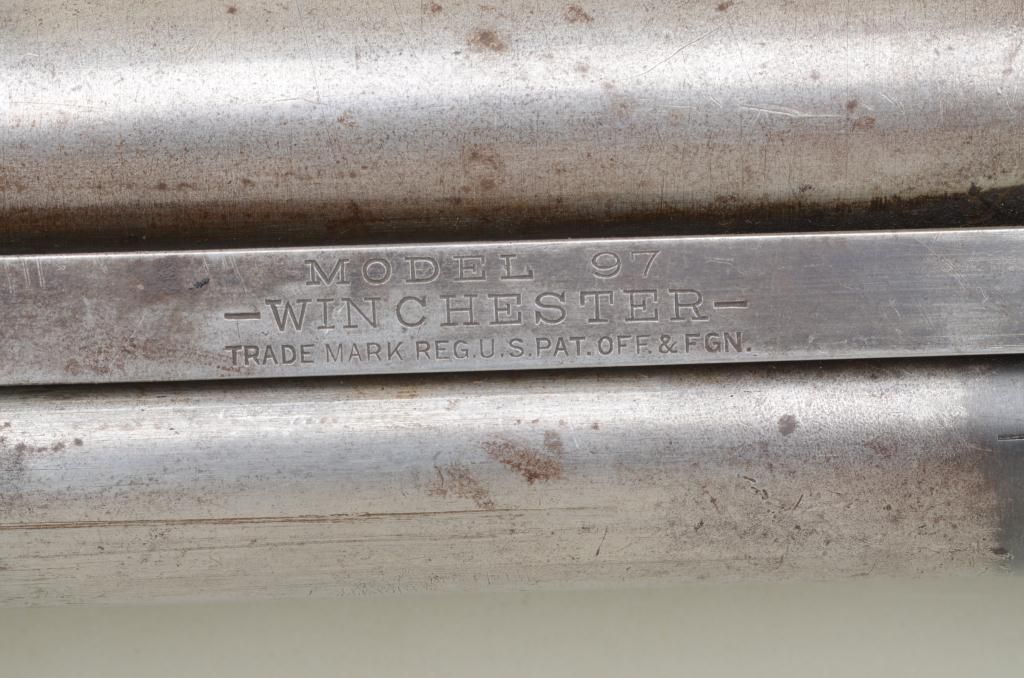 MODEL 97
-WINCHESTER-
TRADE MARK REG.U.S.PAT.OFF.& FGN.